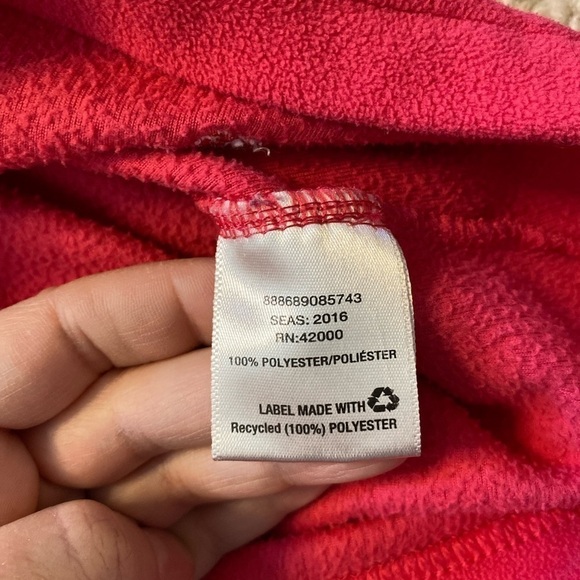 888689085743
SEAS: 2016
RN:42000
100% POLYESTER/POLIÉSTER
LABEL MADE WITH
Recycled (100%) POLYESTER